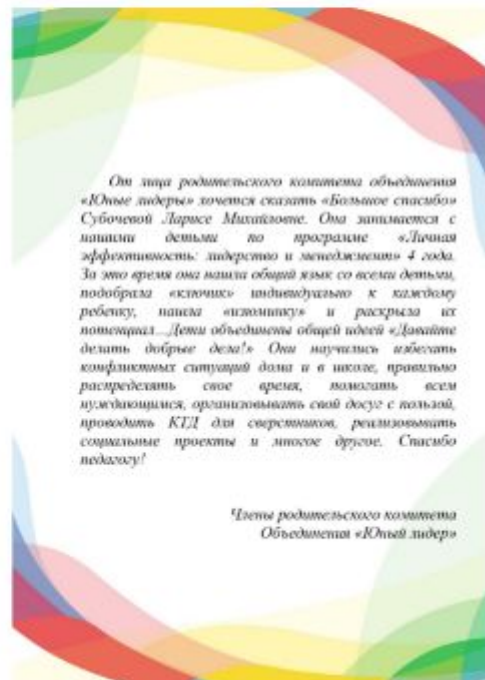 От лица родительского комитета объединения
«Юные лидеры» хочется сказать «Большое спасибо»
Субочевой Ларисе Михайловне. Она занимается с
нашими детьми по программе «Личная
эффективность: лидерство и менеджмент» 4 года.
За это время она нашла общий язык со всеми детьми,
подобрала «ключик» индивидуально к каждому
ребенку, нашла «изюминку» и раскрыла их
потенциал...Дети объединены общей идеей «Давайте
делать добрые дела!» Они научились избегать
конфликтных ситуаций дома и в школе, правильно
распределять свое время, помогать всем
нуждающимся, организовывать свой досуг с пользой,
проводить КТД для сверстников, реализовывать
социальные проекты и многое другое. Спасибо
педагогу!
Члены родительского комитета
Объединения «Юный лидер»